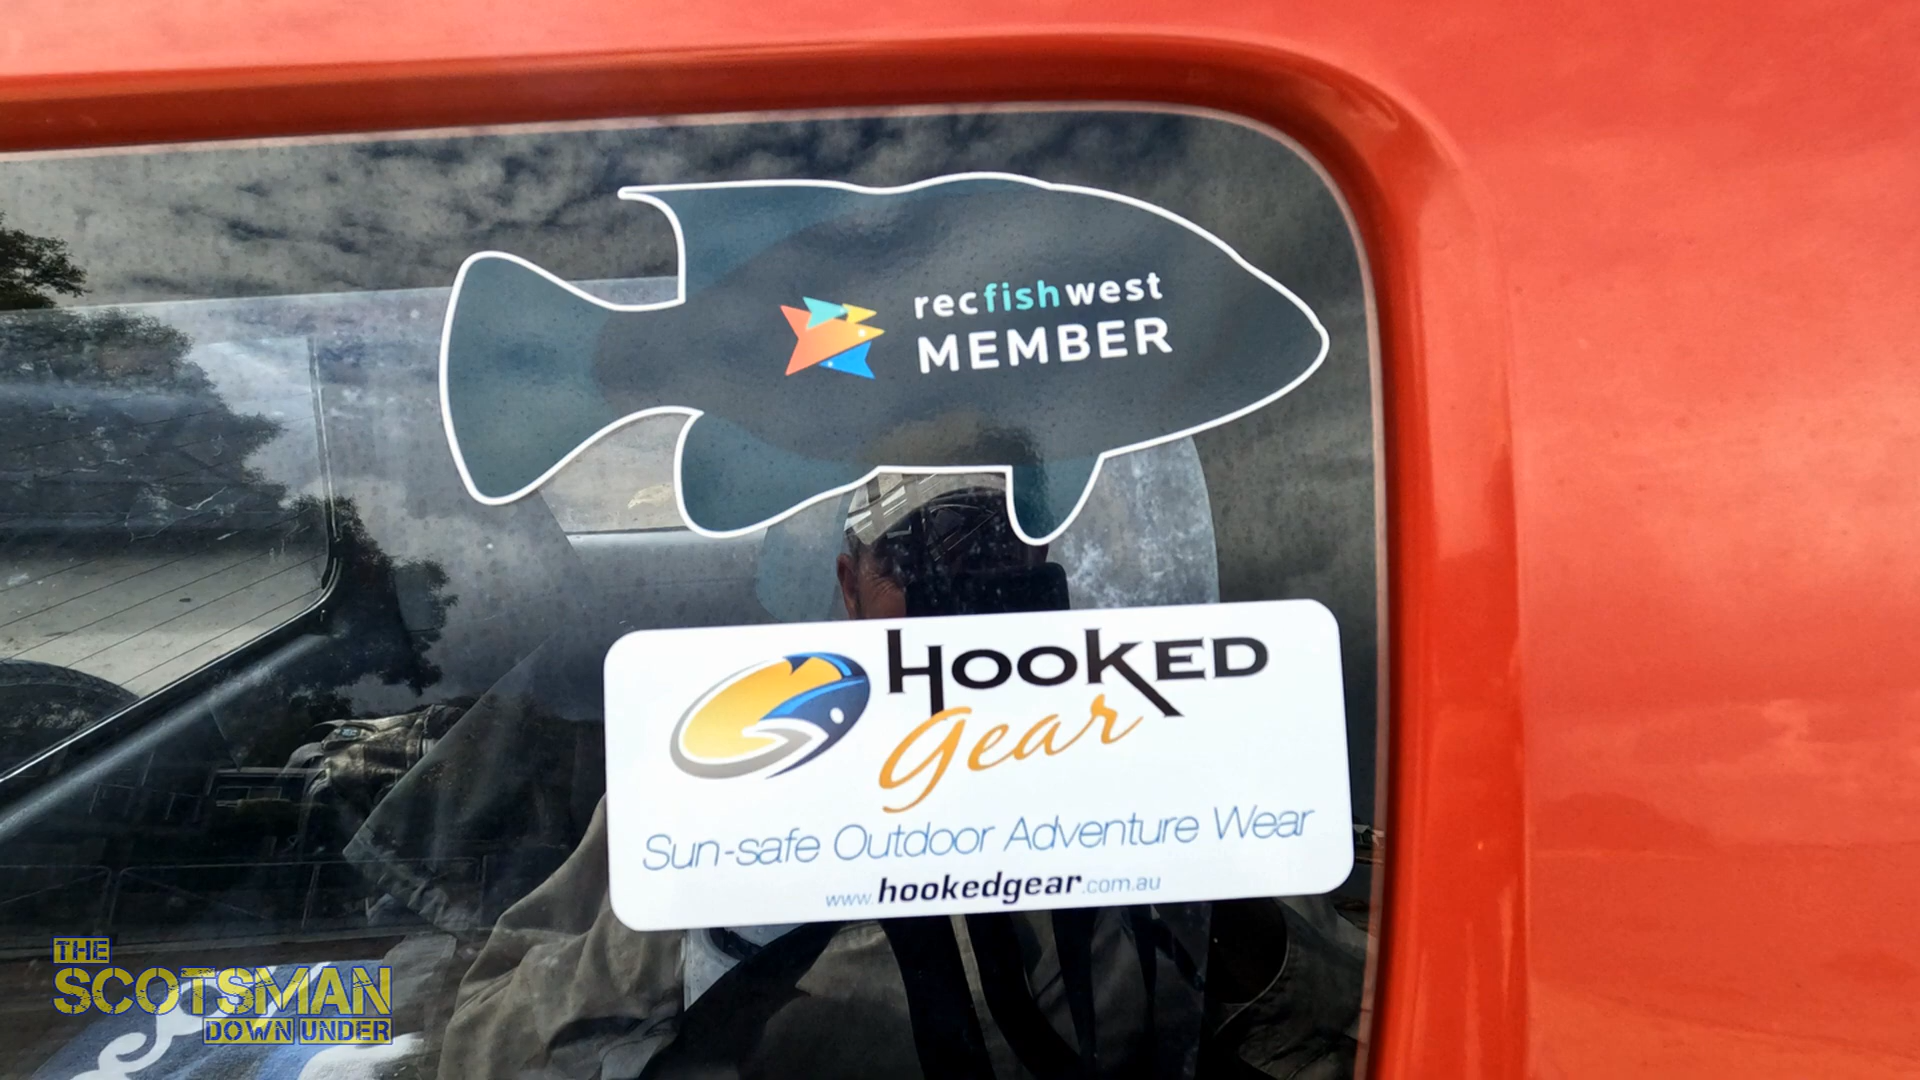 recfishwest
MEMBER
HOOKED
Gear
Sun-safe Outdoor Adventure Wear
www.hookedgear.com.au
THE
SCOTSMAN
DOWN UNDER